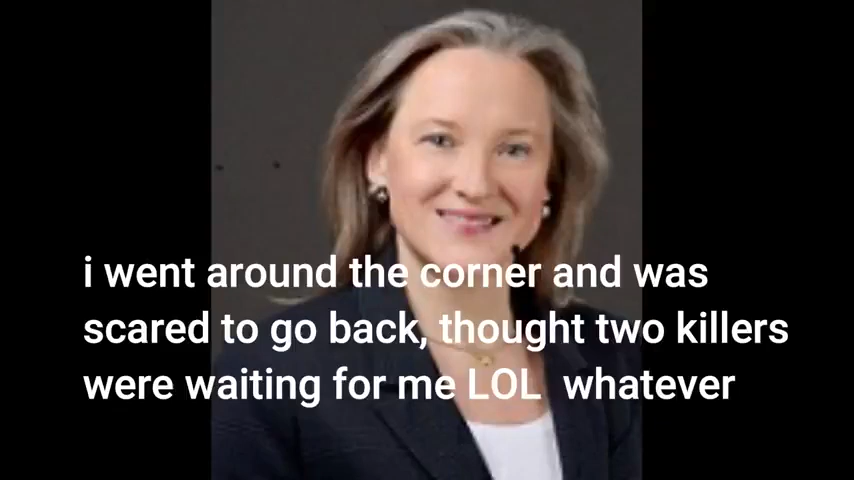 i went around the corner and was
scared to go back, thought two killers
were waiting for me LOL  whatever